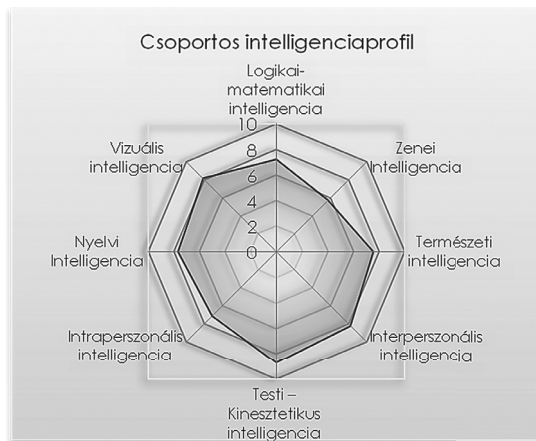 Csoportos intelligenciaprofil
Logikai-
matematikai
intelligencia
Zenei
Intelligencia
Természeti
intelligencia
Interperszonális
intelligencia
Testi –
Kinesztetikus
intelligencia
Intraperszonális
intelligencia
Nyelvi
Intelligencia
Vizuális
intelligencia
10
8
6
4
2
0